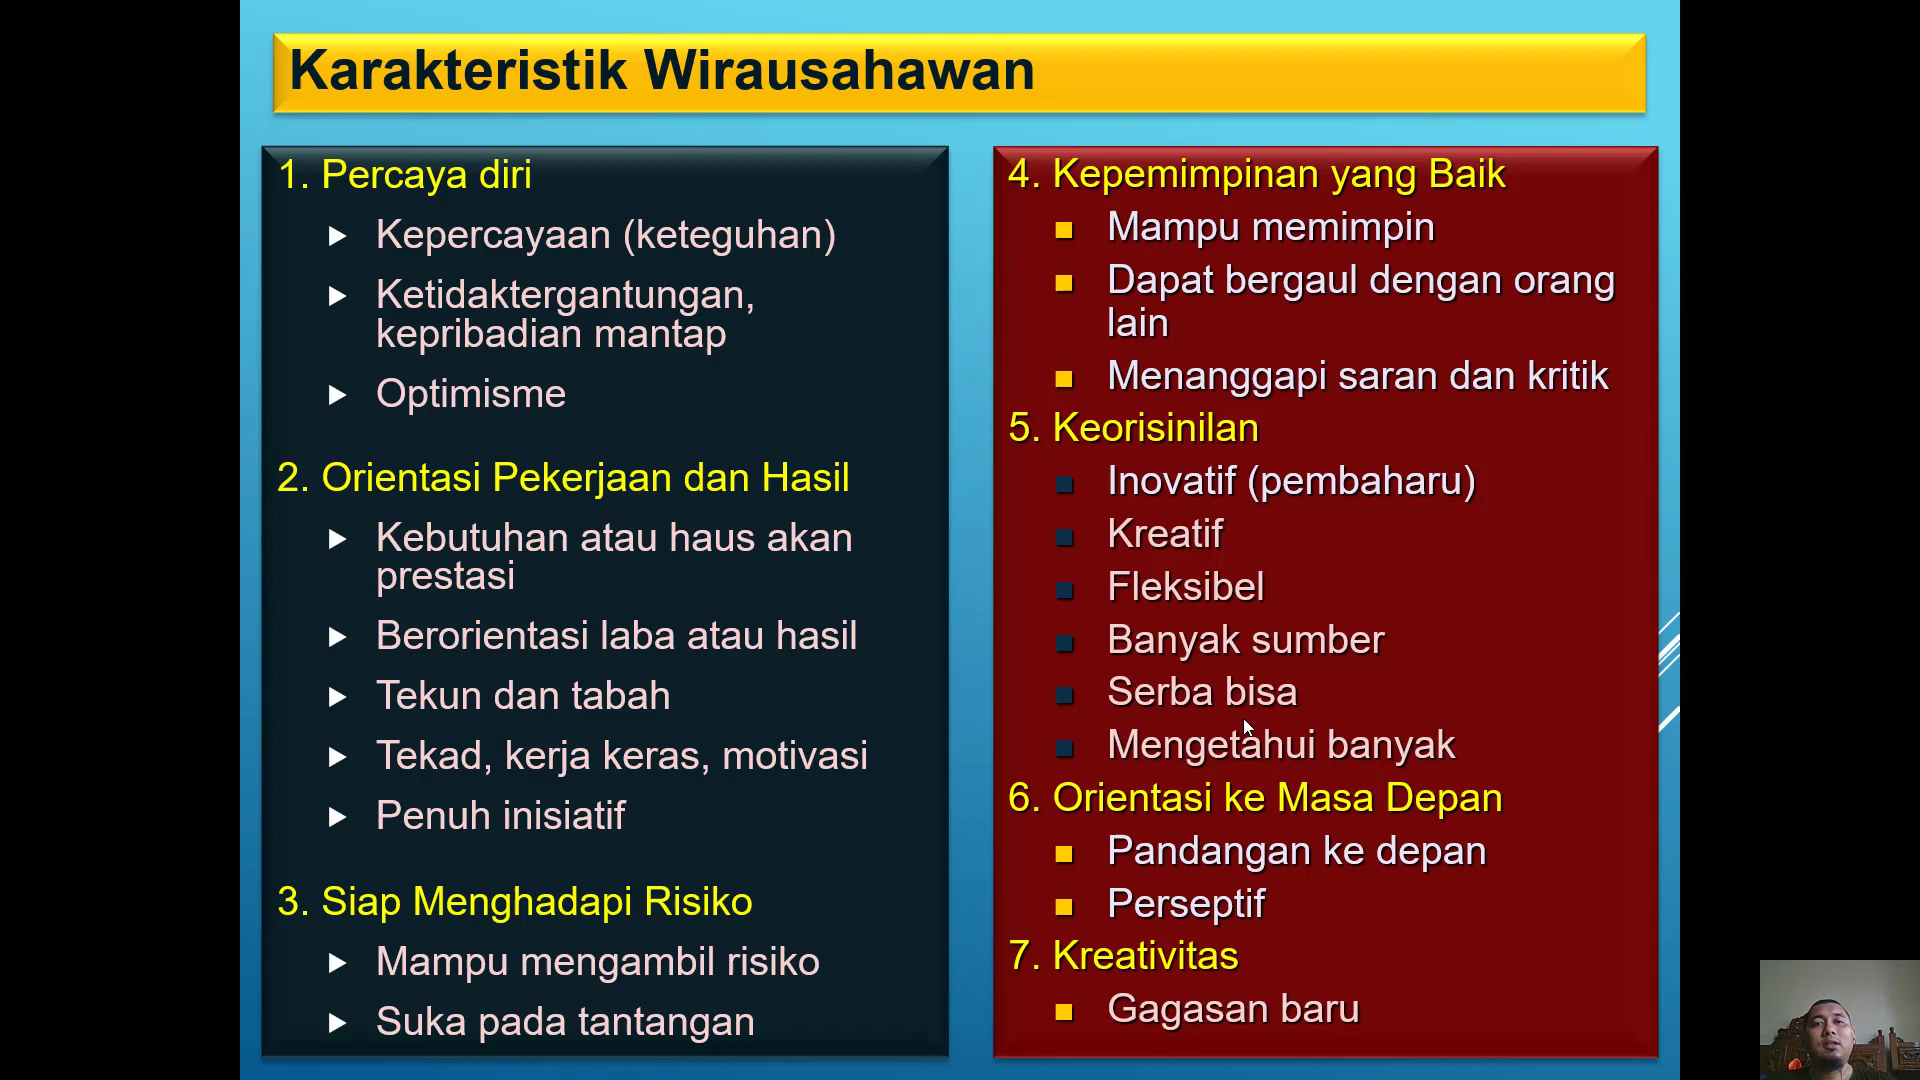 Karakteristik Wirausahawan
1. Percaya diri
Kepercayaan (keteguhan)
Ketidaktergantungan,
kepribadian mantap
Optimisme
2. Orientasi Pekerjaan dan Hasil
Kebutuhan atau haus akan
prestasi
Berorientasi laba atau hasil
Tekun dan tabah
Tekad, kerja keras, motivasi
Penuh inisiatif
3. Siap Menghadapi Risiko
Mampu mengambil risiko
Suka pada tantangan
4. Kepemimpinan yang Baik
Mampu memimpin
Dapat bergaul dengan orang
lain
Menanggapi saran dan kritik
5. Keorisinilan
Inovatif (pembaharu)
Kreatif
Fleksibel
Banyak sumber
Serba bisa
Mengetahui banyak
6. Orientasi ke Masa Depan
Pandangan ke depan
Perseptif
7. Kreativitas
Gagasan baru